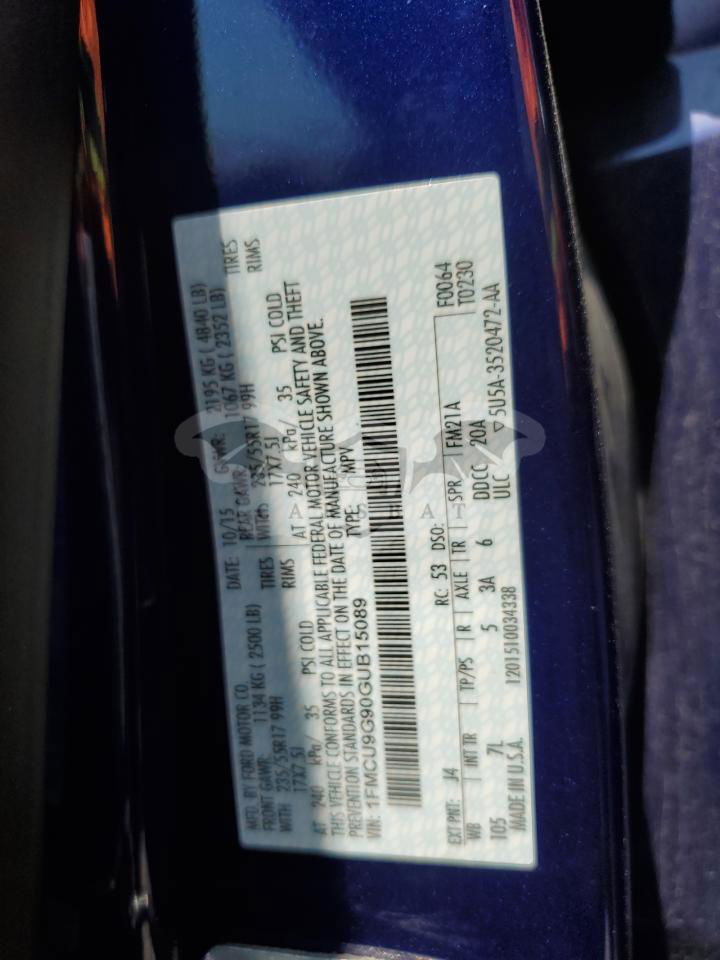 MFD. BY FORD MOTOR CO. DATE: 10/15 GVWR: 2195 KG ( 4840 LB)
FRONT GAWR: 1134 KG ( 2500 LB) REAR GAWR: 1067 KG ( 2352 LB)
WITH 235/55R17 99H TIRES WITH 235/55R17 99H TIRES
17X7.5J RIMS 17X7.5J RIMS
AT 240 kPa/ 35 PSI COLD AT 240 kPa/ 35 PSI COLD
THIS VEHICLE CONFORMS TO ALL APPLICABLE FEDERAL MOTOR VEHICLE SAFETY AND THEFT
PREVENTION STANDARDS IN EFFECT ON THE DATE OF MANUFACTURE SHOWN ABOVE.
VIN: 1FMCU9G90GUB15089 TYPE: MPV
EXT PNT: J4 RC: 53 DSO: F0064
WB INT TR TP/PS R AXLE TR SPR FM21A T0230
105 7L 5 3A 6 DDCC 20A
MADE IN U.S.A. 1201510034338 ULC ▽5U5A-3520472-AA